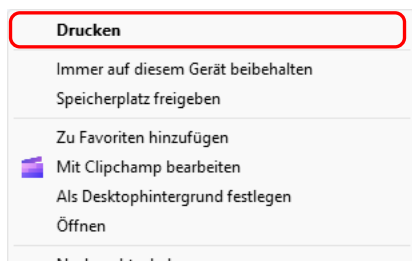 Drucken
Immer auf diesem Gerät beibehalten
Speicherplatz freigeben
Zu Favoriten hinzufügen
Mit Clipchamp bearbeiten
Als Desktophintergrund festlegen
Öffnen